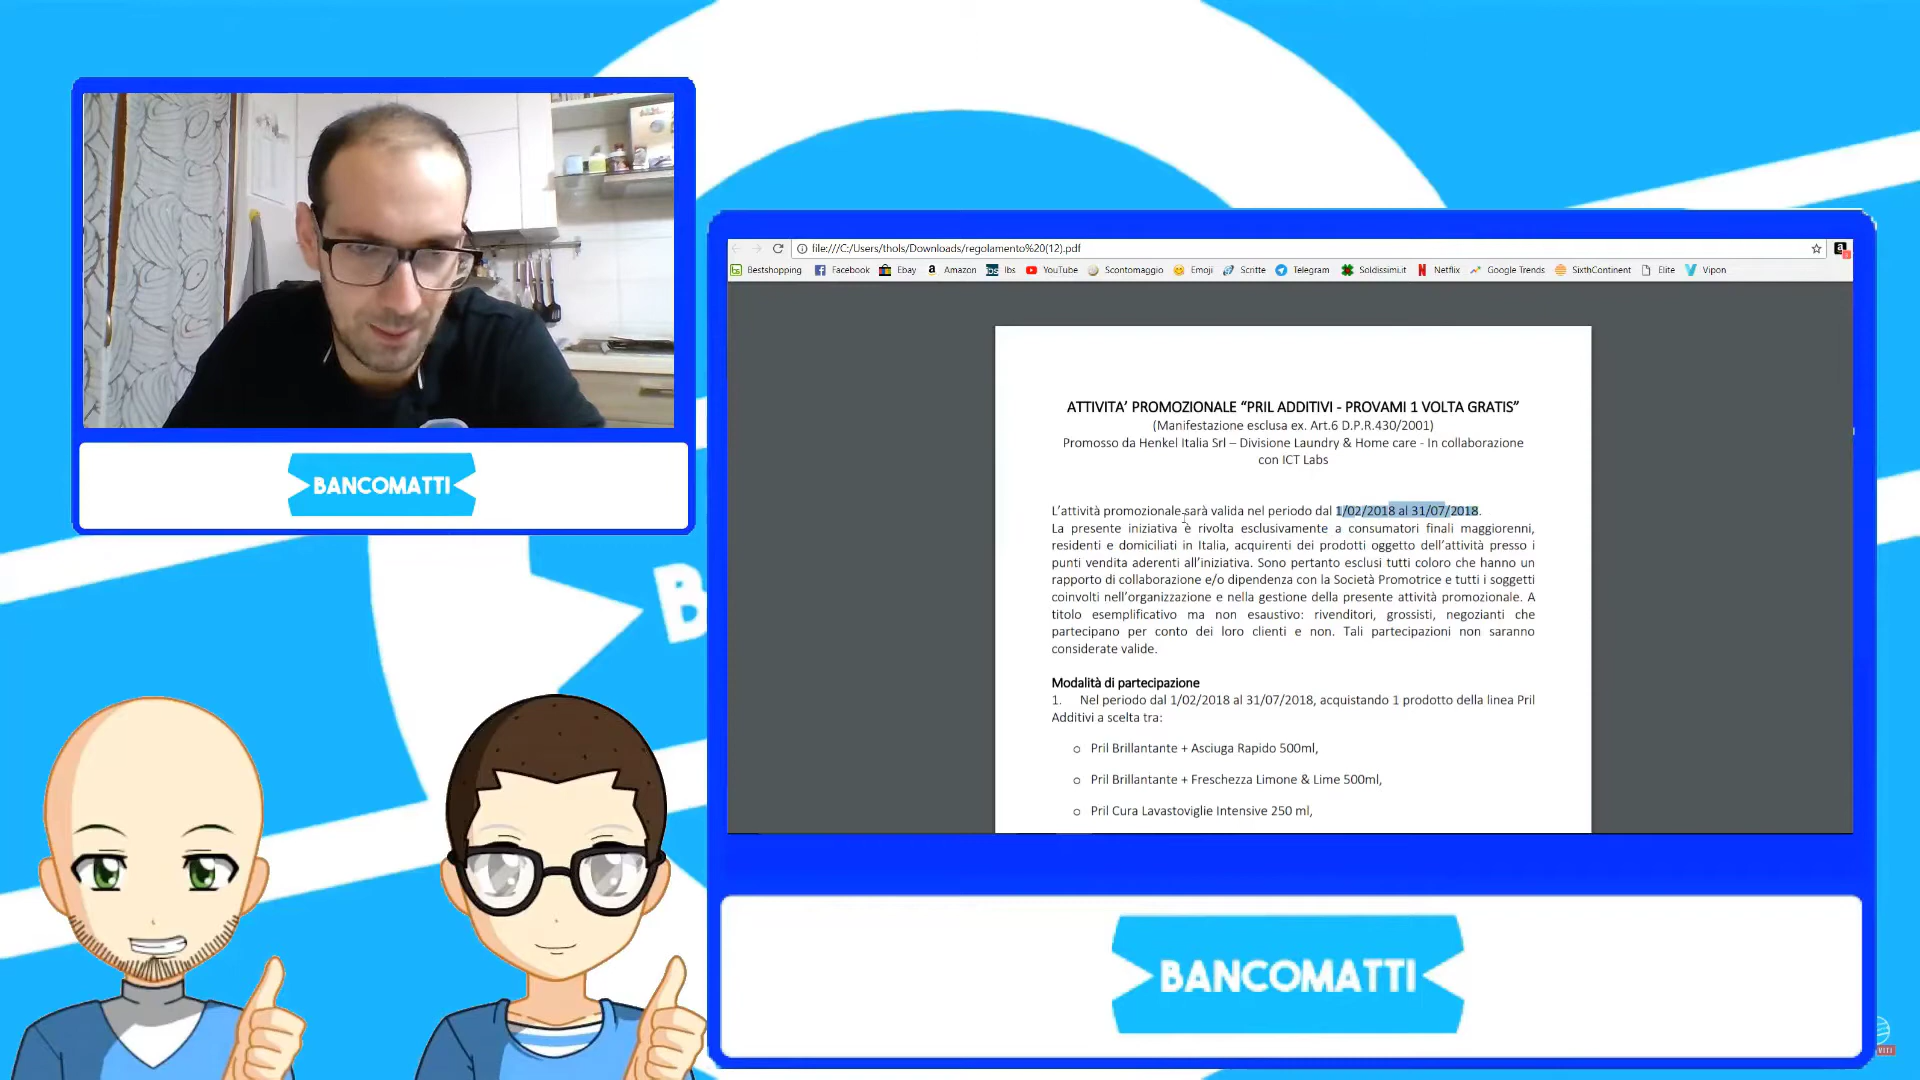 file:///C:/Users/thols/Downloads/regolamento%20(12).pdf
Bestshopping Facebook Ebay Amazon Ibs YouTube Scontomaggio Emoji Scritte Telegram Soldissimi.it Netflix Google Trends SixthContinent Elite Vipon
ATTIVITA’ PROMOZIONALE “PRIL ADDITIVI - PROVAMI 1 VOLTA GRATIS”
(Manifestazione esclusa ex. Art.6 D.P.R.430/2001)
Promosso da Henkel Italia Srl – Divisione Laundry & Home care - In collaborazione
con ICT Labs
L’attività promozionale sarà valida nel periodo dal 1/02/2018 al 31/07/2018.
La presente iniziativa è rivolta esclusivamente a consumatori finali maggiorenni,
residenti e domiciliati in Italia, acquirenti dei prodotti oggetto dell’attività presso i
punti vendita aderenti all’iniziativa. Sono pertanto esclusi tutti coloro che hanno un
rapporto di collaborazione e/o dipendenza con la Società Promotrice e tutti i soggetti
coinvolti nell’organizzazione e nella gestione della presente attività promozionale. A
titolo esemplificativo ma non esaustivo: rivenditori, grossisti, negozianti che
partecipano per conto dei loro clienti e non. Tali partecipazioni non saranno
considerate valide.
Modalità di partecipazione
1. Nel periodo dal 1/02/2018 al 31/07/2018, acquistando 1 prodotto della linea Pril
Additivi a scelta tra:
o Pril Brillantante + Asciuga Rapido 500ml,
o Pril Brillantante + Freschezza Limone & Lime 500ml,
o Pril Cura Lavastoviglie Intensive 250 ml,
BANCOMATTI
B
BANCOMATTI